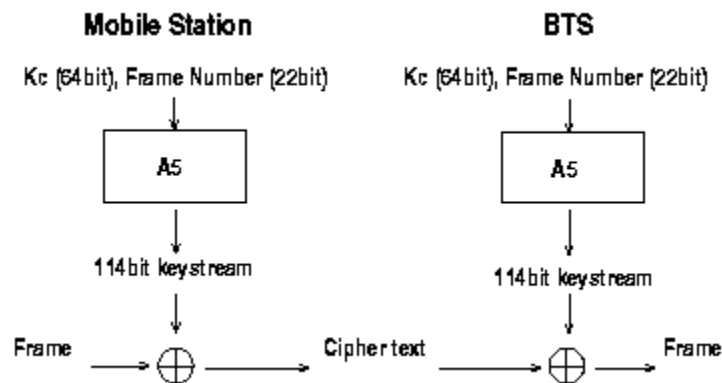 Mobile Station
BTS
Kc (64bit), Frame Number (22bit)
Kc (64bit), Frame Number (22bit)
A5
A5
114bit keystream
114bit keystream
Frame
Cipher text
Frame